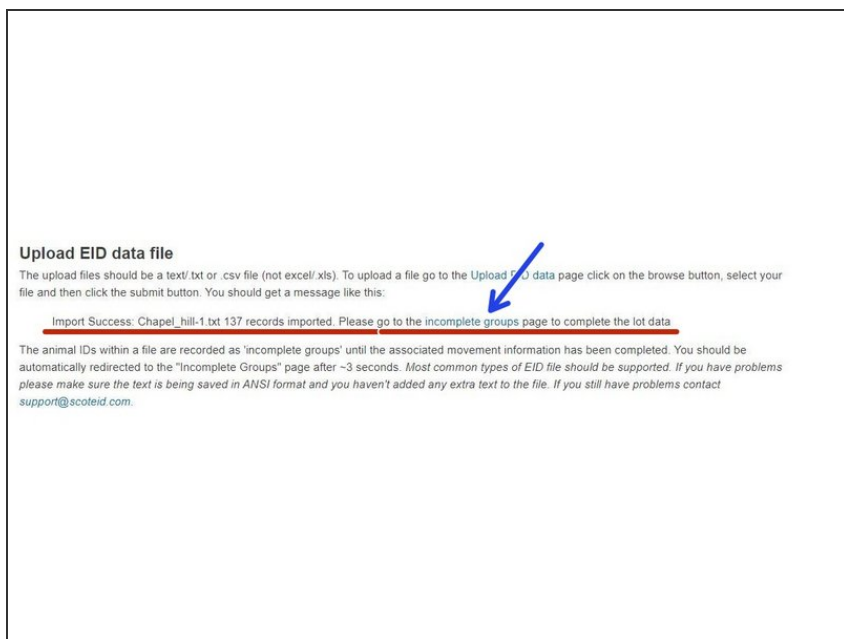 Upload EID data file
The upload files should be a text/.txt or .csv file (not excel/.xls). To upload a file go to the Upload EID data page click on the browse button, select your
file and then click the submit button. You should get a message like this:
Import Success: Chapel_hill-1.txt 137 records imported. Please go to the incomplete groups page to complete the lot data
The animal IDs within a file are recorded as 'incomplete groups' until the associated movement information has been completed. You should be
automatically redirected to the "Incomplete Groups" page after ~3 seconds. Most common types of EID file should be supported. If you have problems
please make sure the text is being saved in ANSI format and you haven't added any extra text to the file. If you still have problems contact
support@scoteid.com.